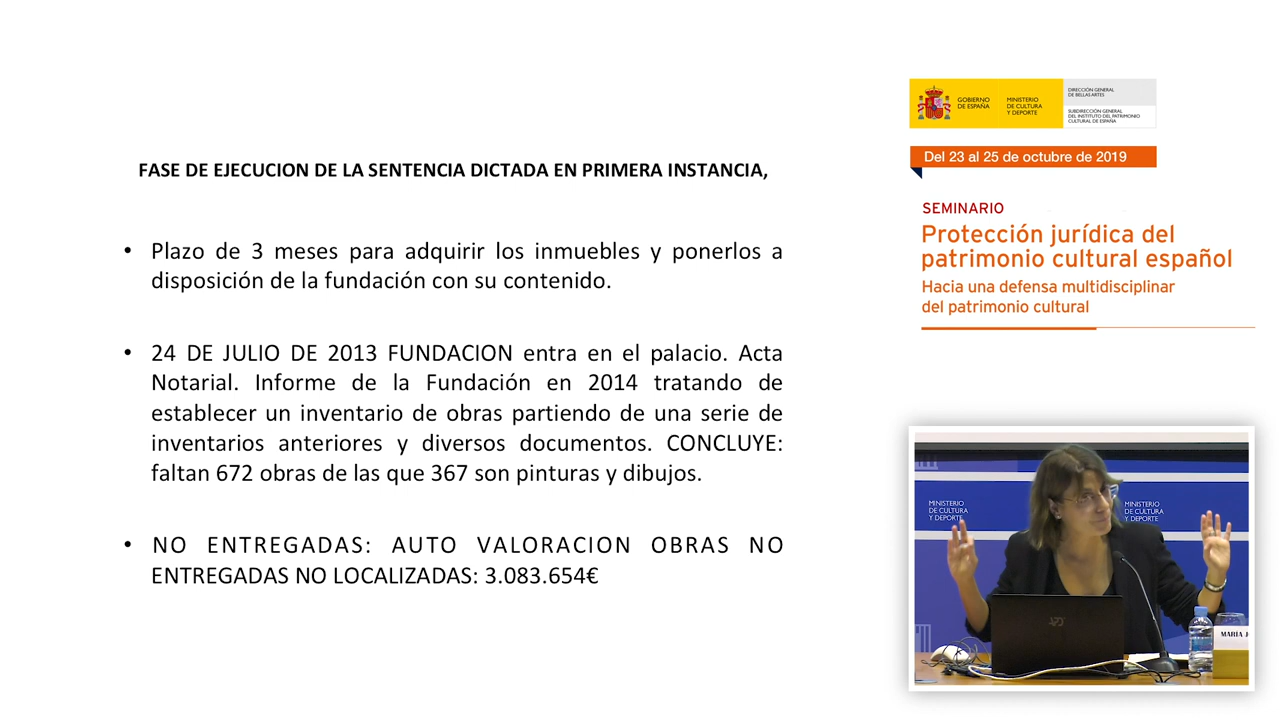 FASE DE EJECUCION DE LA SENTENCIA DICTADA EN PRIMERA INSTANCIA,
• Plazo de 3 meses para adquirir los inmuebles y ponerlos a
disposición de la fundación con su contenido.
• 24 DE JULIO DE 2013 FUNDACION entra en el palacio. Acta
Notarial. Informe de la Fundación en 2014 tratando de
establecer un inventario de obras partiendo de una serie de
inventarios anteriores y diversos documentos. CONCLUYE:
faltan 672 obras de las que 367 son pinturas y dibujos.
• NO ENTREGADAS: AUTO VALORACION OBRAS NO
ENTREGADAS NO LOCALIZADAS: 3.083.654€
GOBIERNO
DE ESPAÑA
MINISTERIO
DE CULTURA
Y DEPORTE
DIRECCIÓN GENERAL
DE BELLAS ARTES
SUBDIRECCIÓN GENERAL
DEL INSTITUTO DEL PATRIMONIO
CULTURAL DE ESPAÑA
Del 23 al 25 de octubre de 2019
SEMINARIO
Protección jurídica del
patrimonio cultural español
Hacia una defensa multidisciplinar
del patrimonio cultural
MINISTERIO
DE CULTURA
Y DEPORTE
MINISTERIO
DE CULTURA
Y DEPORTE
MARÍA J